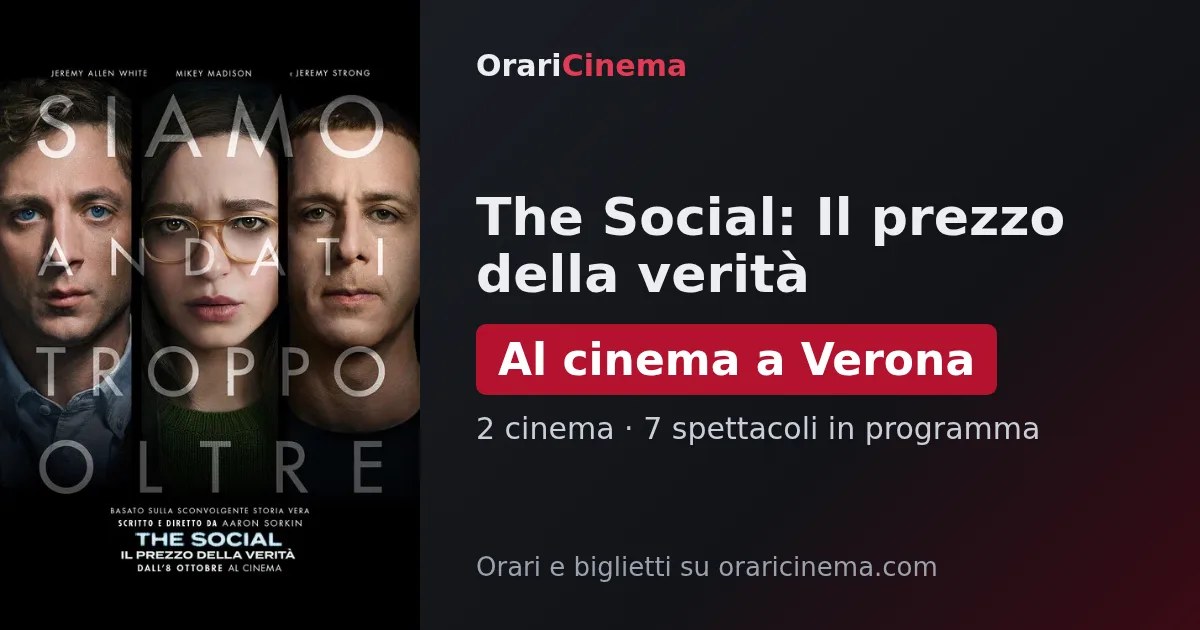 JEREMY ALLEN WHITE MIKEY MADISON E JEREMY STRONG
SIAMO
ANDATI
TROPPO
OLTRE
BASATO SULLA SCONVOLGENTE STORIA VERA
SCRITTO E DIRETTO DA AARON SORKIN
THE SOCIAL
IL PREZZO DELLA VERITÀ
DALL'8 OTTOBRE AL CINEMA
OrariCinema
The Social: Il prezzo
della verità
Al cinema a Verona
2 cinema · 7 spettacoli in programma
Orari e biglietti su oraricinema.com